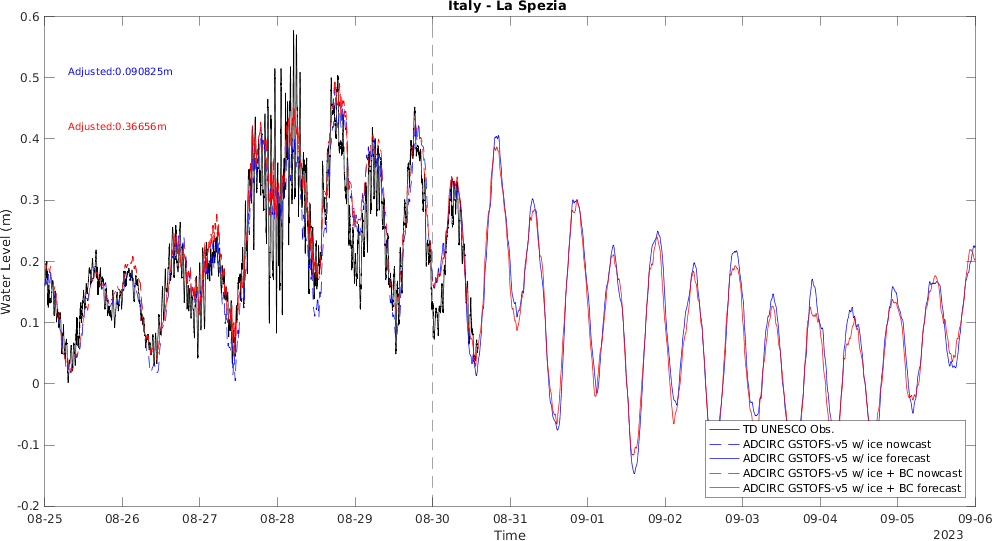 Italy - La Spezia
0.6
0.5
0.4
0.3
0.2
0.1
0
-0.1
-0.2
Water Level (m)
Adjusted:0.090825m
Adjusted:0.36656m
TD UNESCO Obs.
ADCIRC GSTOFS-v5 w/ ice nowcast
ADCIRC GSTOFS-v5 w/ ice forecast
ADCIRC GSTOFS-v5 w/ ice + BC nowcast
ADCIRC GSTOFS-v5 w/ ice + BC forecast
08-25 08-26 08-27 08-28 08-29 08-30 08-31 09-01 09-02 09-03 09-04 09-05 09-06
Time
2023